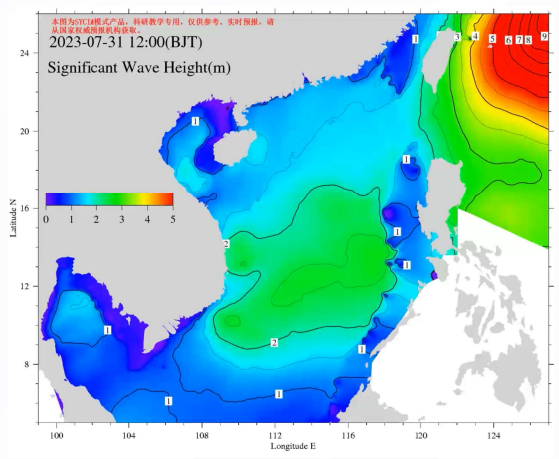 本图为SYCIM模式产品，科研教学专用，仅供参考。实时预报，请
从国家权威预报机构获取。
2023-07-31 12:00(BJT)
Significant Wave Height(m)
1 3 4 5 6 7 8 9
24
1
20
1
16
0 1 2 3 4 5
1
2
1
12
1
2
1
8
1
1
100 104 108 112 116 120 124
Latitude N
Longitude E